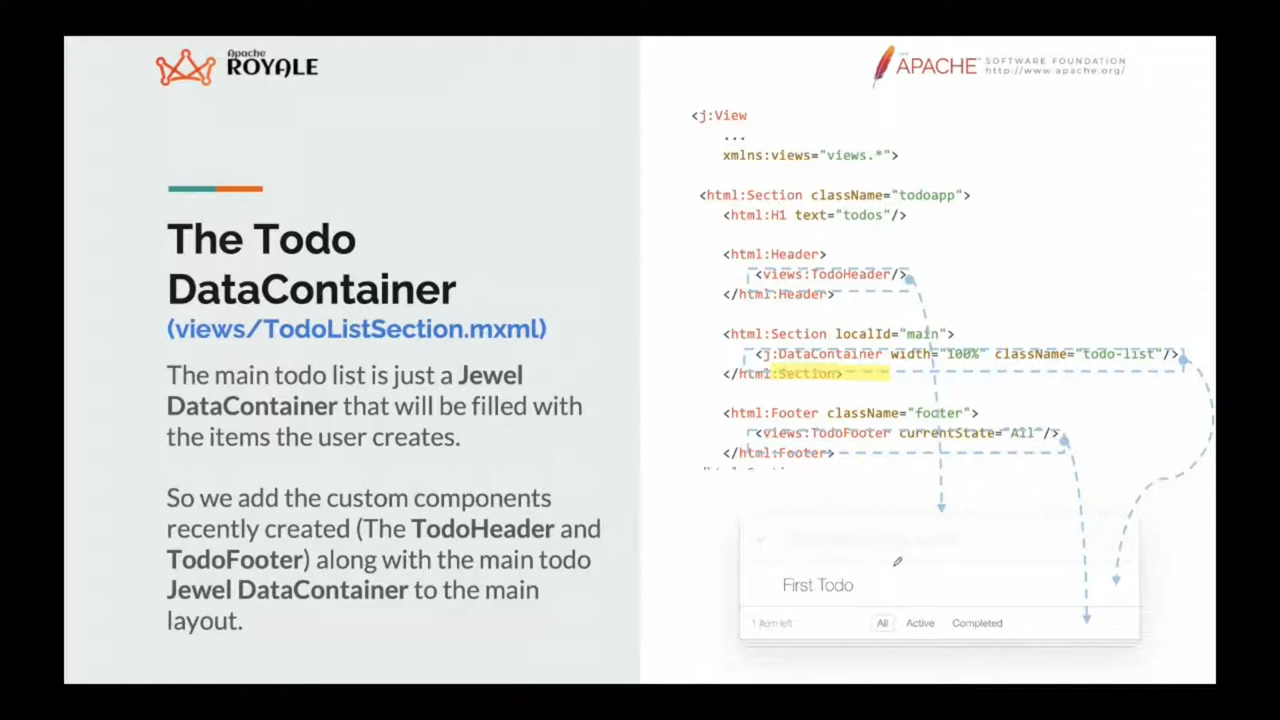 Apache
ROYALE
THE
APACHE
SOFTWARE FOUNDATION
http://www.apache.org/
The Todo
DataContainer
(views/TodoListSection.mxml)
The main todo list is just a Jewel
DataContainer that will be filled with
the items the user creates.
So we add the custom components
recently created (The TodoHeader and
TodoFooter) along with the main todo
Jewel DataContainer to the main
layout.
<j:View
...
xmlns:views="views.*">
<html:Section className="todoapp">
<html:H1 text="todos"/>
<html:Header>
<views:TodoHeader/>
</html:Header>
<html:Section localId="main">
<j:DataContainer width="100%" className="todo-list"/>
</html:Section>
<html:Footer className="footer">
<views:TodoFooter currentState="All"/>
</html:Footer>
First Todo
1 item left
All Active Completed